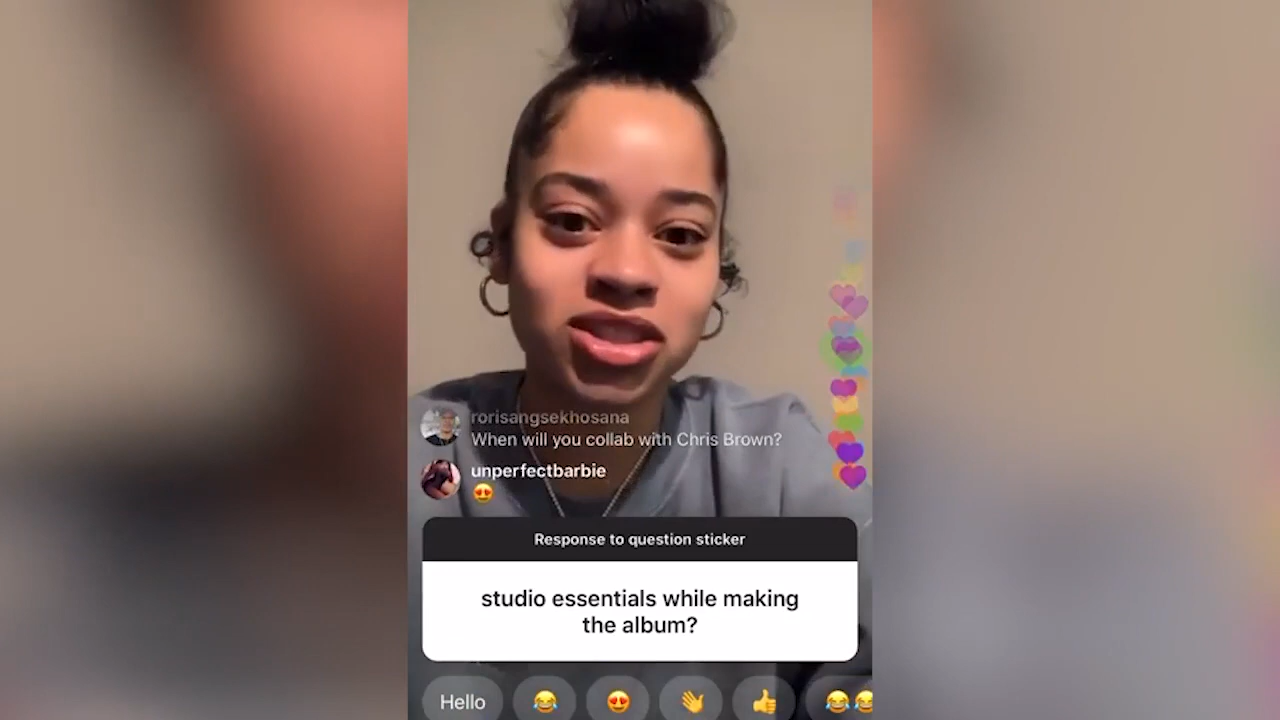 rorisangsekhosana
When will you collab with Chris Brown?
unperfectbarbie
😍
Response to question sticker
studio essentials while making
the album?
Hello 😂 😍 👋 👍 😂😂